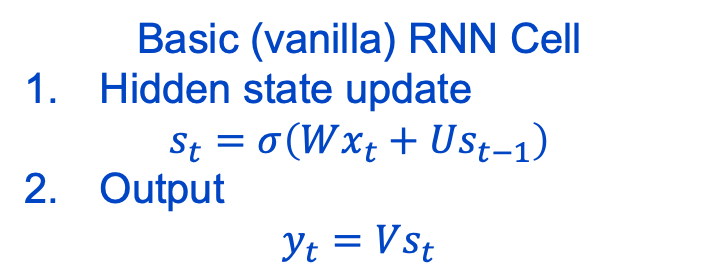 Basic (vanilla) RNN Cell
1. Hidden state update
𝑠ₜ = 𝜎(𝑊𝑥ₜ + 𝑈𝑠ₜ₋₁)
2. Output
𝑦ₜ = 𝑉𝑠ₜ